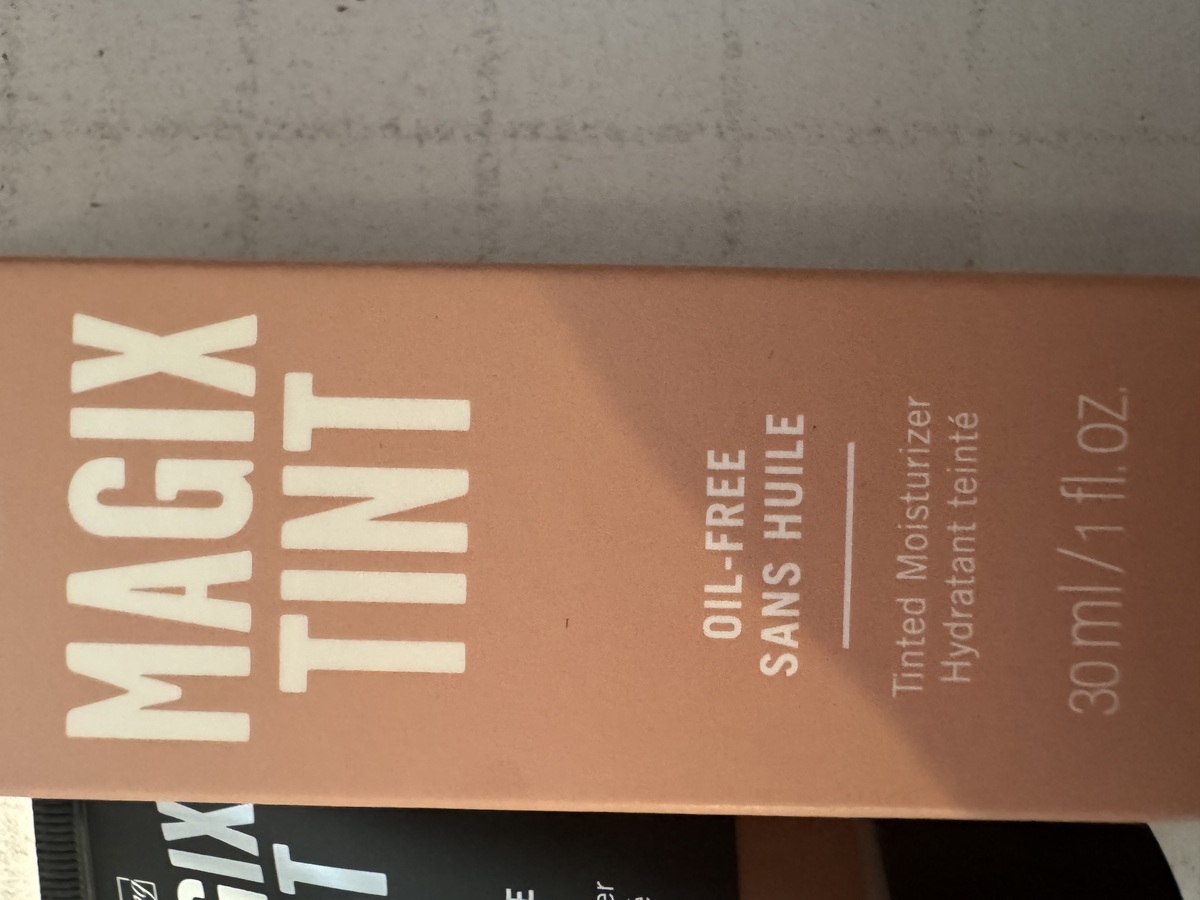 MAGIX
TINT
OIL-FREE
SANS HUILE
Tinted Moisturizer
Hydratant teinté
30 ml / 1 fl. oz.